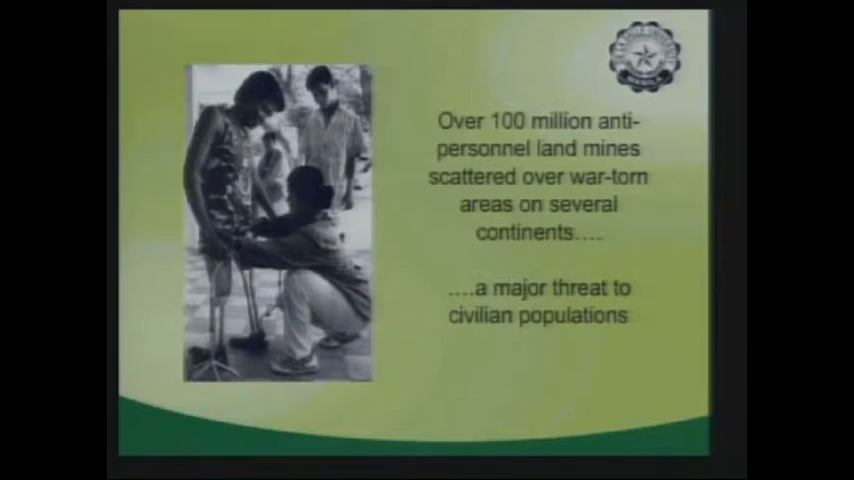 Over 100 million anti-
personnel land mines
scattered over war-torn
areas on several
continents....
....a major threat to
civilian populations